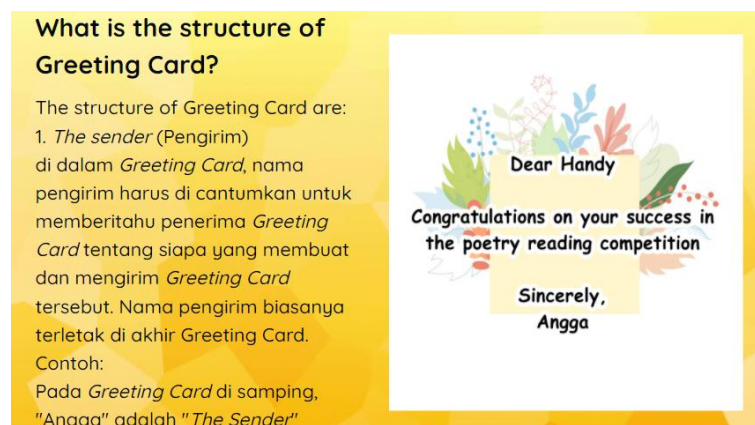 What is the structure of
Greeting Card?
The structure of Greeting Card are:
1. The sender (Pengirim)
di dalam Greeting Card, nama
pengirim harus di cantumkan untuk
memberitahu penerima Greeting
Card tentang siapa yang membuat
dan mengirim Greeting Card
tersebut. Nama pengirim biasanya
terletak di akhir Greeting Card.
Contoh:
Pada Greeting Card di samping,
"Angga" adalah "The Sender"
Dear Handy
Congratulations on your success in
the poetry reading competition
Sincerely,
Angga